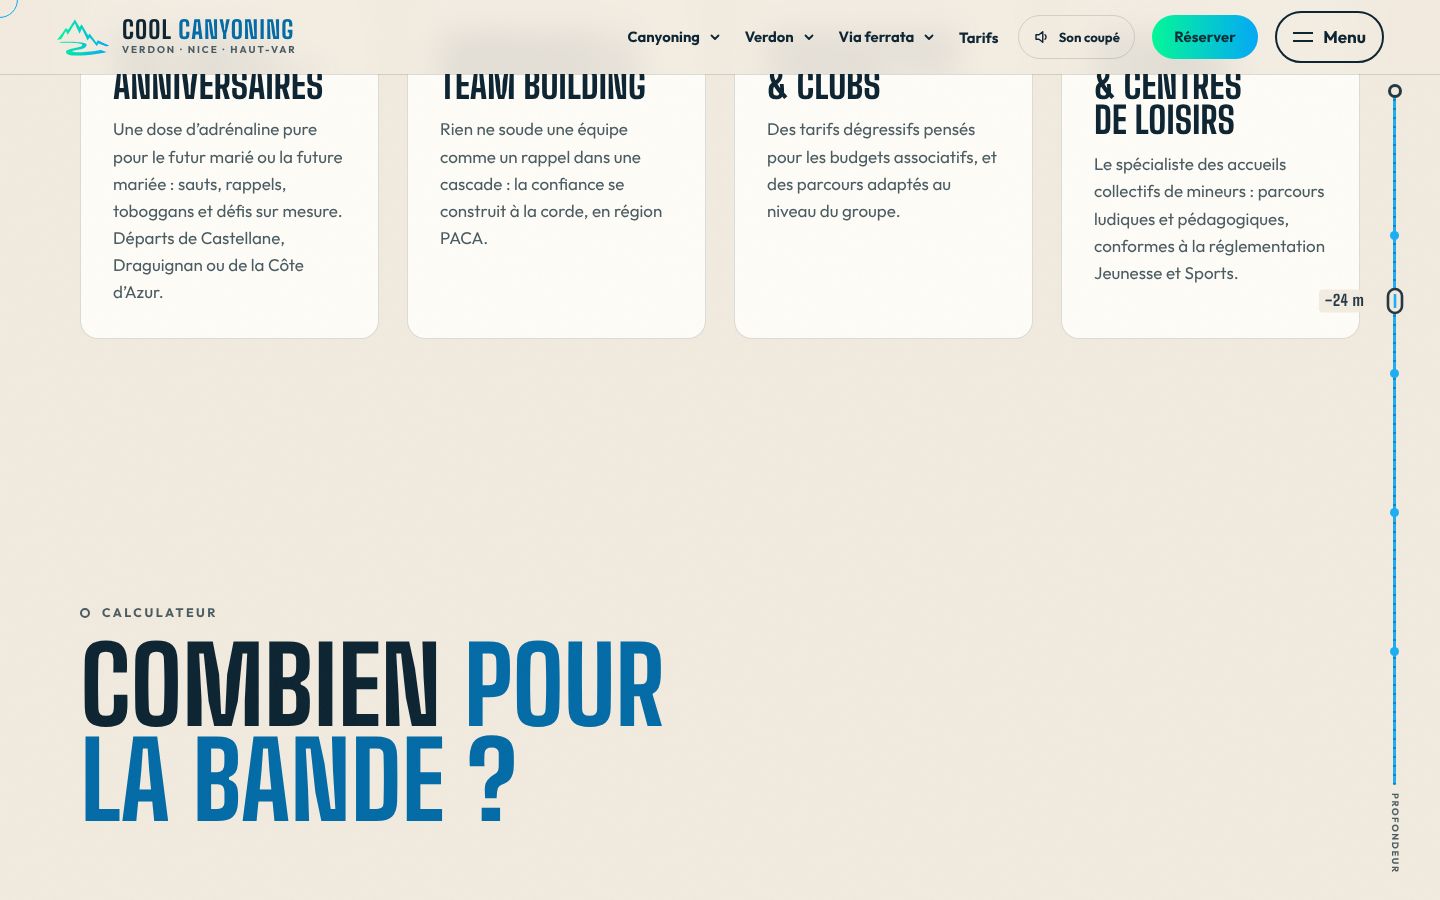 COOL CANYONING
VERDON · NICE · HAUT-VAR
Canyoning
Verdon
Via ferrata
Tarifs
Son coupé
Réserver
Menu
ANNIVERSAIRES
Une dose d’adrénaline pure
pour le futur marié ou la future
mariée : sauts, rappels,
toboggans et défis sur mesure.
Départs de Castellane,
Draguignan ou de la Côte
d’Azur.
TEAM BUILDING
Rien ne soude une équipe
comme un rappel dans une
cascade : la confiance se
construit à la corde, en région
PACA.
& CLUBS
Des tarifs dégressifs pensés
pour les budgets associatifs, et
des parcours adaptés au
niveau du groupe.
& CENTRES
DE LOISIRS
Le spécialiste des accueils
collectifs de mineurs : parcours
ludiques et pédagogiques,
conformes à la réglementation
Jeunesse et Sports.
−24 m
CALCULATEUR
COMBIEN POUR
LA BANDE ?
PROFONDEUR